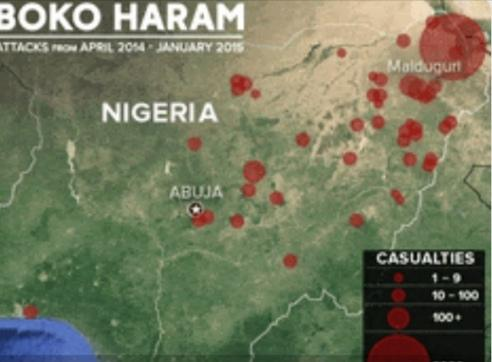 BOKO HARAM
ATTACKS FROM APRIL 2014 - JANUARY 2015
Maiduguri
NIGERIA
ABUJA
CASUALTIES
1 - 9
10 - 100
100+